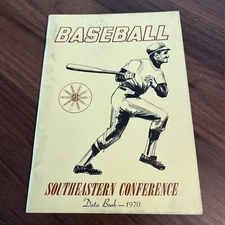 BASEBALL
SOUTHEASTERN CONFERENCE
Data Book — 1970